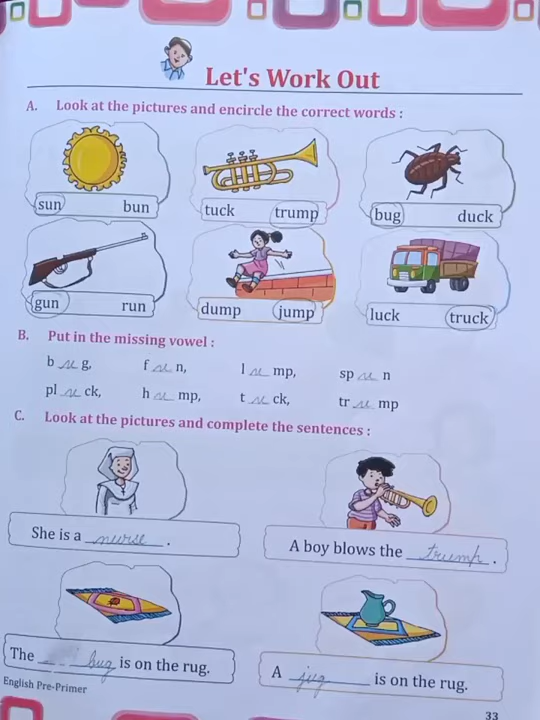 Let's Work Out
A. Look at the pictures and encircle the correct words :
sun bun tuck trump bug duck
gun run dump jump luck truck
B. Put in the missing vowel :
b u g, f u n, l u mp, sp u n
pl u ck, h u mp, t u ck, tr u mp
C. Look at the pictures and complete the sentences :
She is a nurse . A boy blows the trump .
The bug is on the rug. A jug is on the rug.
English Pre-Primer
33